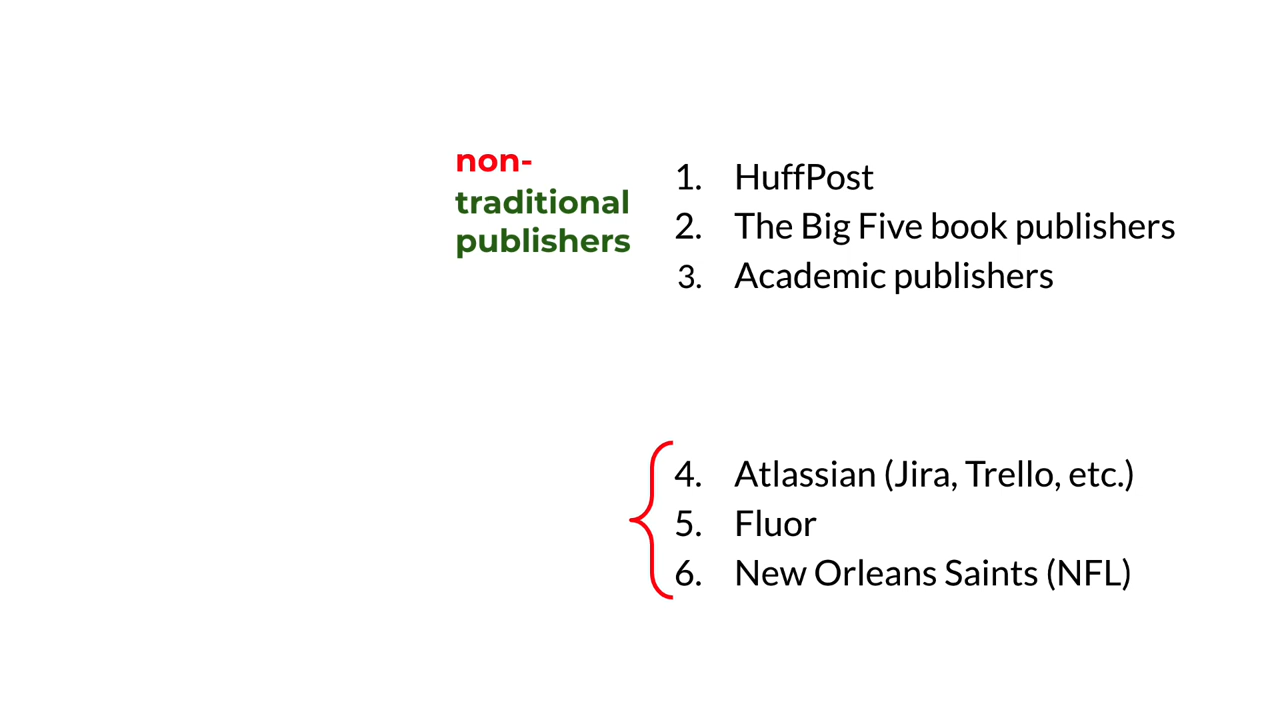 non-
traditional
publishers
1. HuffPost
2. The Big Five book publishers
3. Academic publishers
4. Atlassian (Jira, Trello, etc.)
5. Fluor
6. New Orleans Saints (NFL)